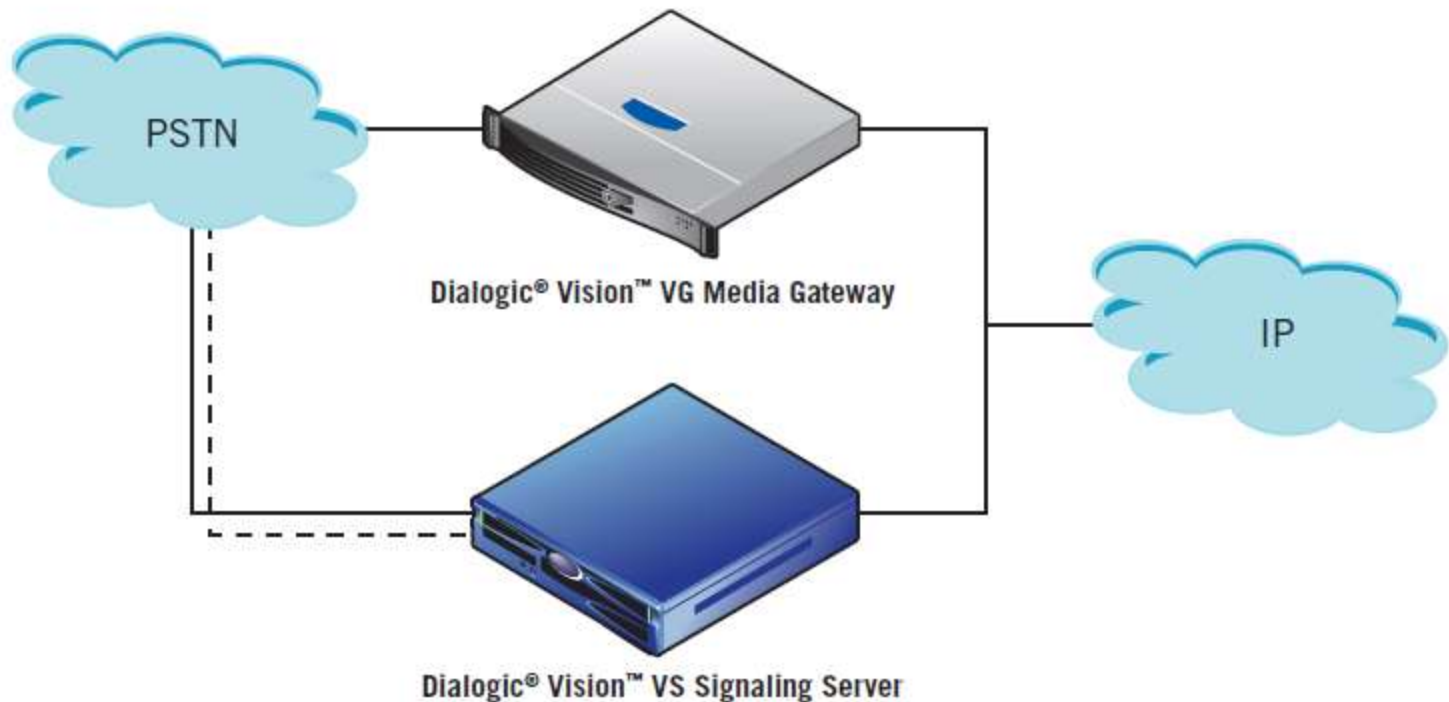 PSTN
Dialogic® Vision™ VG Media Gateway
IP
Dialogic® Vision™ VS Signaling Server